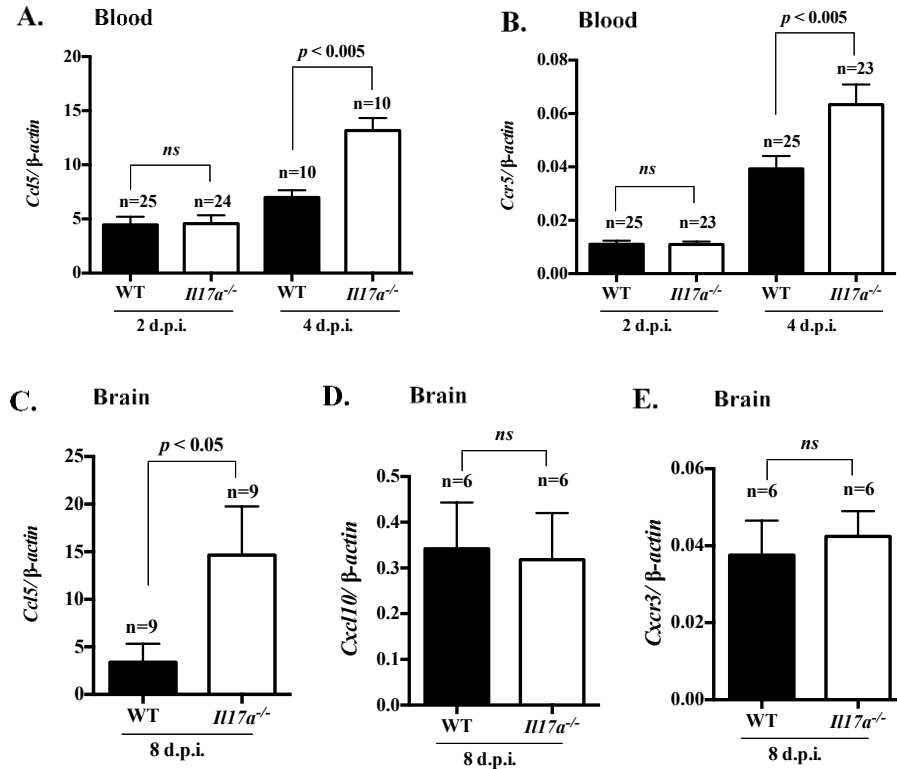 A. Blood
p < 0.005
20
15
10
5
0
Ccl5/β-actin
ns
n=25
n=24
n=10
n=10
WT
Il17a-/-
WT
Il17a-/-
2 d.p.i.
4 d.p.i.
B. Blood
p < 0.005
0.08
0.06
0.04
0.02
0.00
Ccr5/β-actin
ns
n=25
n=23
n=25
n=23
WT
Il17a-/-
WT
Il17a-/-
2 d.p.i.
4 d.p.i.
C. Brain
p < 0.05
25
20
15
10
5
0
Ccl5/β-actin
n=9
n=9
WT
Il17a-/-
8 d.p.i.
D. Brain
ns
0.5
0.4
0.3
0.2
0.1
0.0
Cxcl10/β-actin
n=6
n=6
WT
Il17a-/-
8 d.p.i.
E. Brain
ns
0.06
0.04
0.02
0.00
Cxcr3/β-actin
n=6
n=6
WT
Il17a-/-
8 d.p.i.